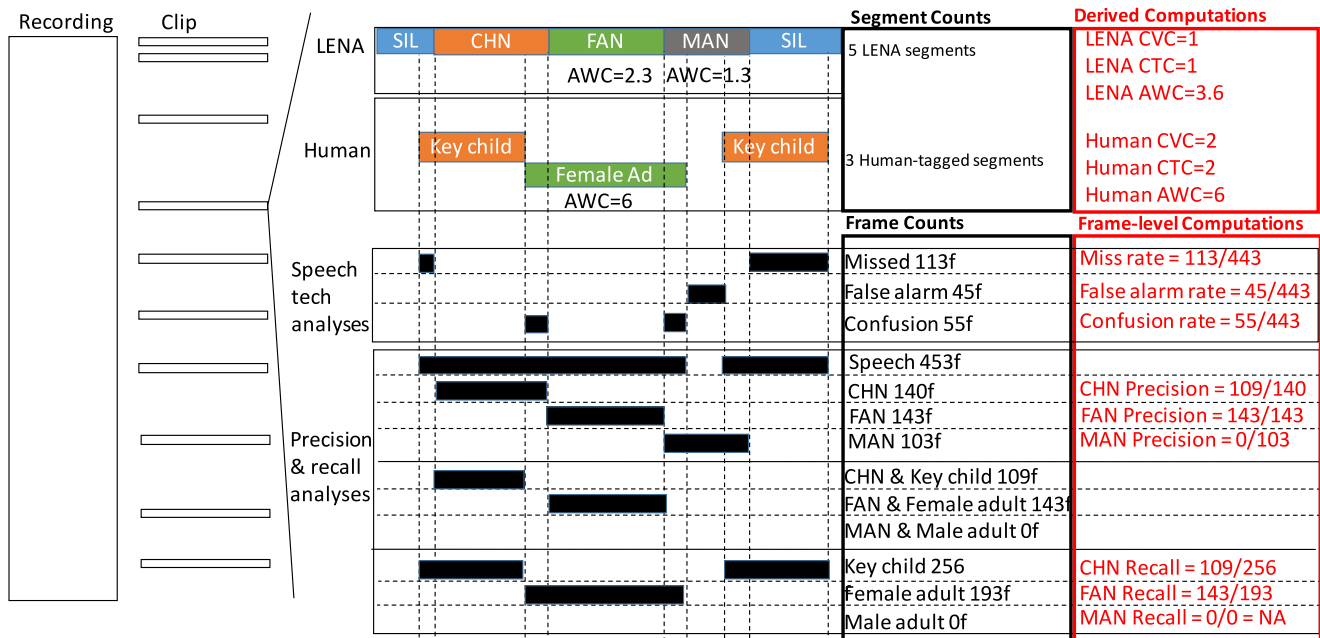 Recording
Clip
Segment Counts
Derived Computations
LENA
SIL
CHN
FAN
MAN
SIL
AWC=2.3
AWC=1.3
5 LENA segments
LENA CVC=1
LENA CTC=1
LENA AWC=3.6
Human
Key child
Key child
Female Ad
AWC=6
3 Human-tagged segments
Human CVC=2
Human CTC=2
Human AWC=6
Frame Counts
Frame-level Computations
Speech
tech
analyses
Missed 113f
Miss rate = 113/443
False alarm 45f
False alarm rate = 45/443
Confusion 55f
Confusion rate = 55/443
Precision
& recall
analyses
Speech 453f
CHN 140f
CHN Precision = 109/140
FAN 143f
FAN Precision = 143/143
MAN 103f
MAN Precision = 0/103
CHN & Key child 109f
FAN & Female adult 143f
MAN & Male adult 0f
Key child 256
f
CHN Recall = 109/256
Female adult 193f
FAN Recall = 143/193
Male adult 0f
MAN Recall = 0/0 = NA